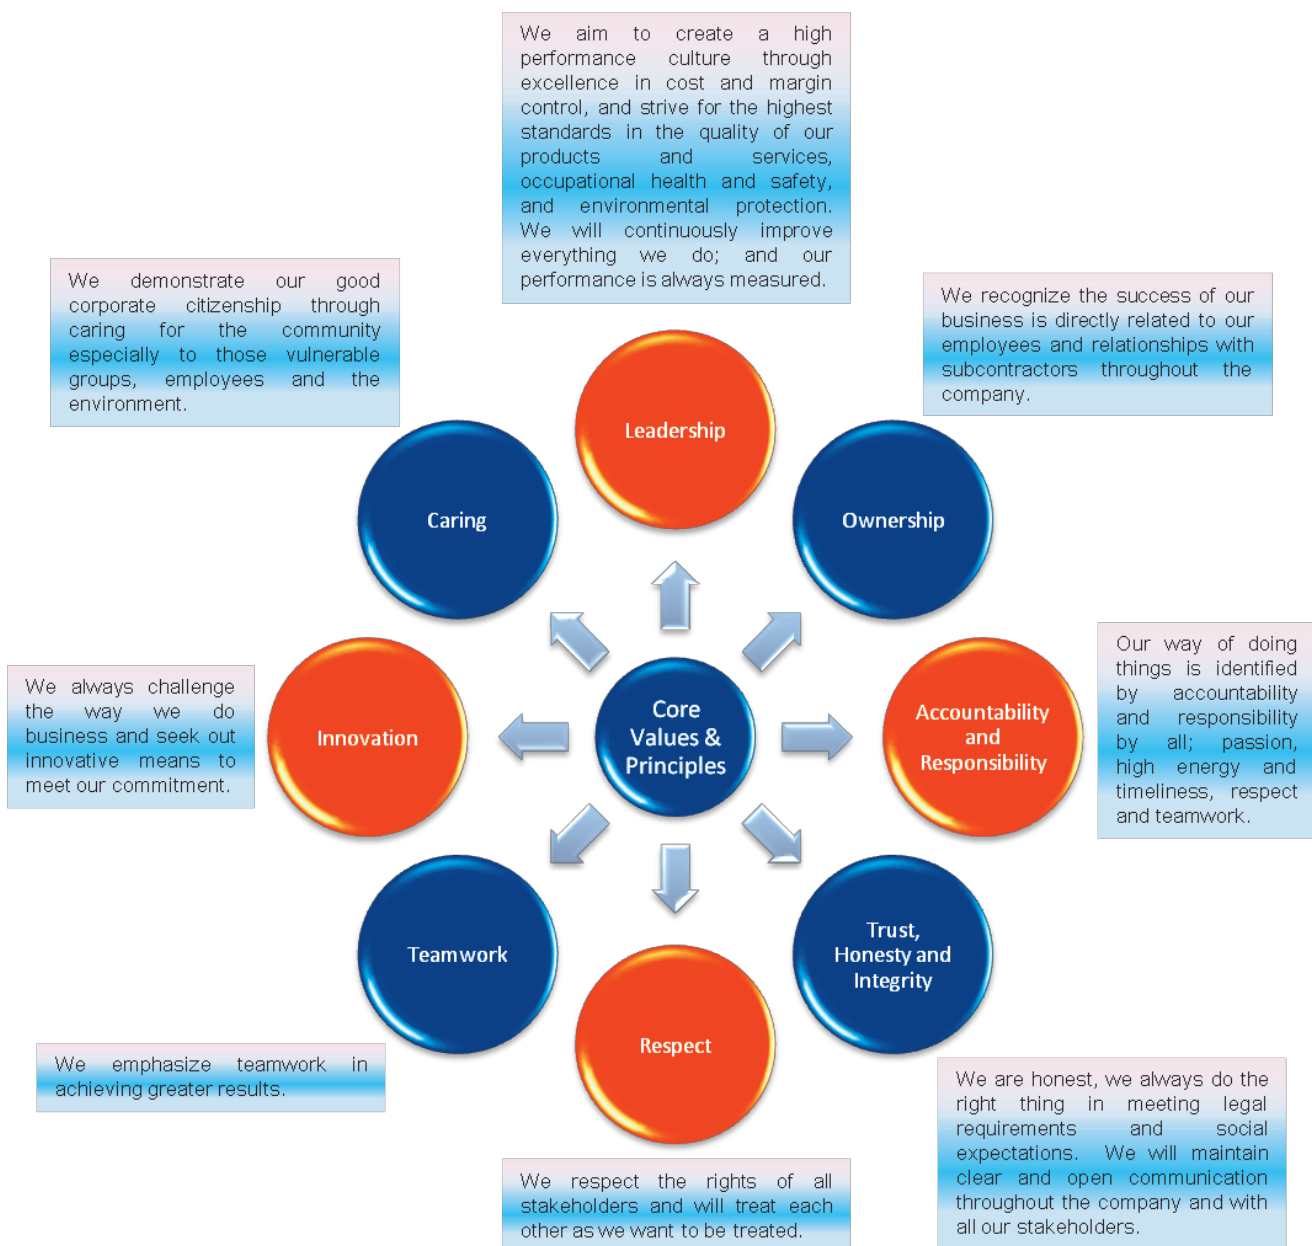 We aim to create a high
performance culture through
excellence in cost and margin
control, and strive for the highest
standards in the quality of our
products and services,
occupational health and safety,
and environmental protection.
We will continuously improve
everything we do; and our
performance is always measured.
We demonstrate our good
corporate citizenship through
caring for the community
especially to those vulnerable
groups, employees and the
environment.
We recognize the success of our
business is directly related to our
employees and relationships with
subcontractors throughout the
company.
Leadership
Caring
Ownership
We always challenge
the way we do
business and seek out
innovative means to
meet our commitment.
Innovation
Core
Values &
Principles
Accountability
and
Responsibility
Our way of doing
things is identified
by accountability
and responsibility
by all; passion,
high energy and
timeliness, respect
and teamwork.
Teamwork
Trust,
Honesty and
Integrity
Respect
We emphasize teamwork in
achieving greater results.
We are honest, we always do the
right thing in meeting legal
requirements and social
expectations. We will maintain
clear and open communication
throughout the company and with
all our stakeholders.
We respect the rights of all
stakeholders and will treat each
other as we want to be treated.